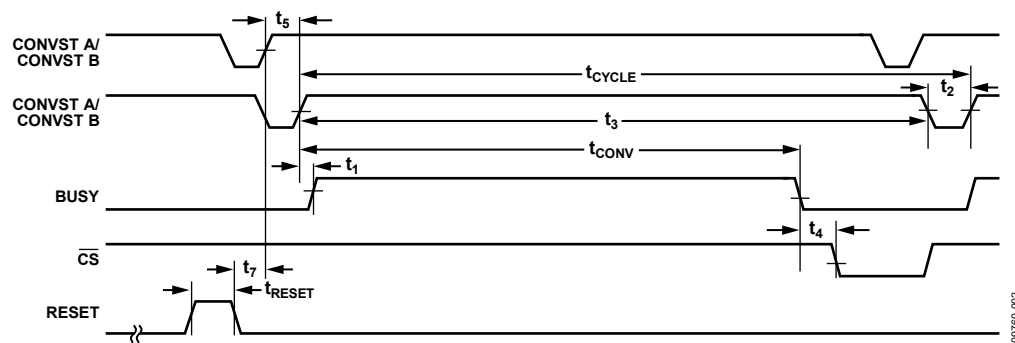 t5
CONVST A/
CONVST B
tCYCLE
t2
CONVST A/
CONVST B
t3
tCONV
t1
BUSY
t4
CS
t7
tRESET
RESET